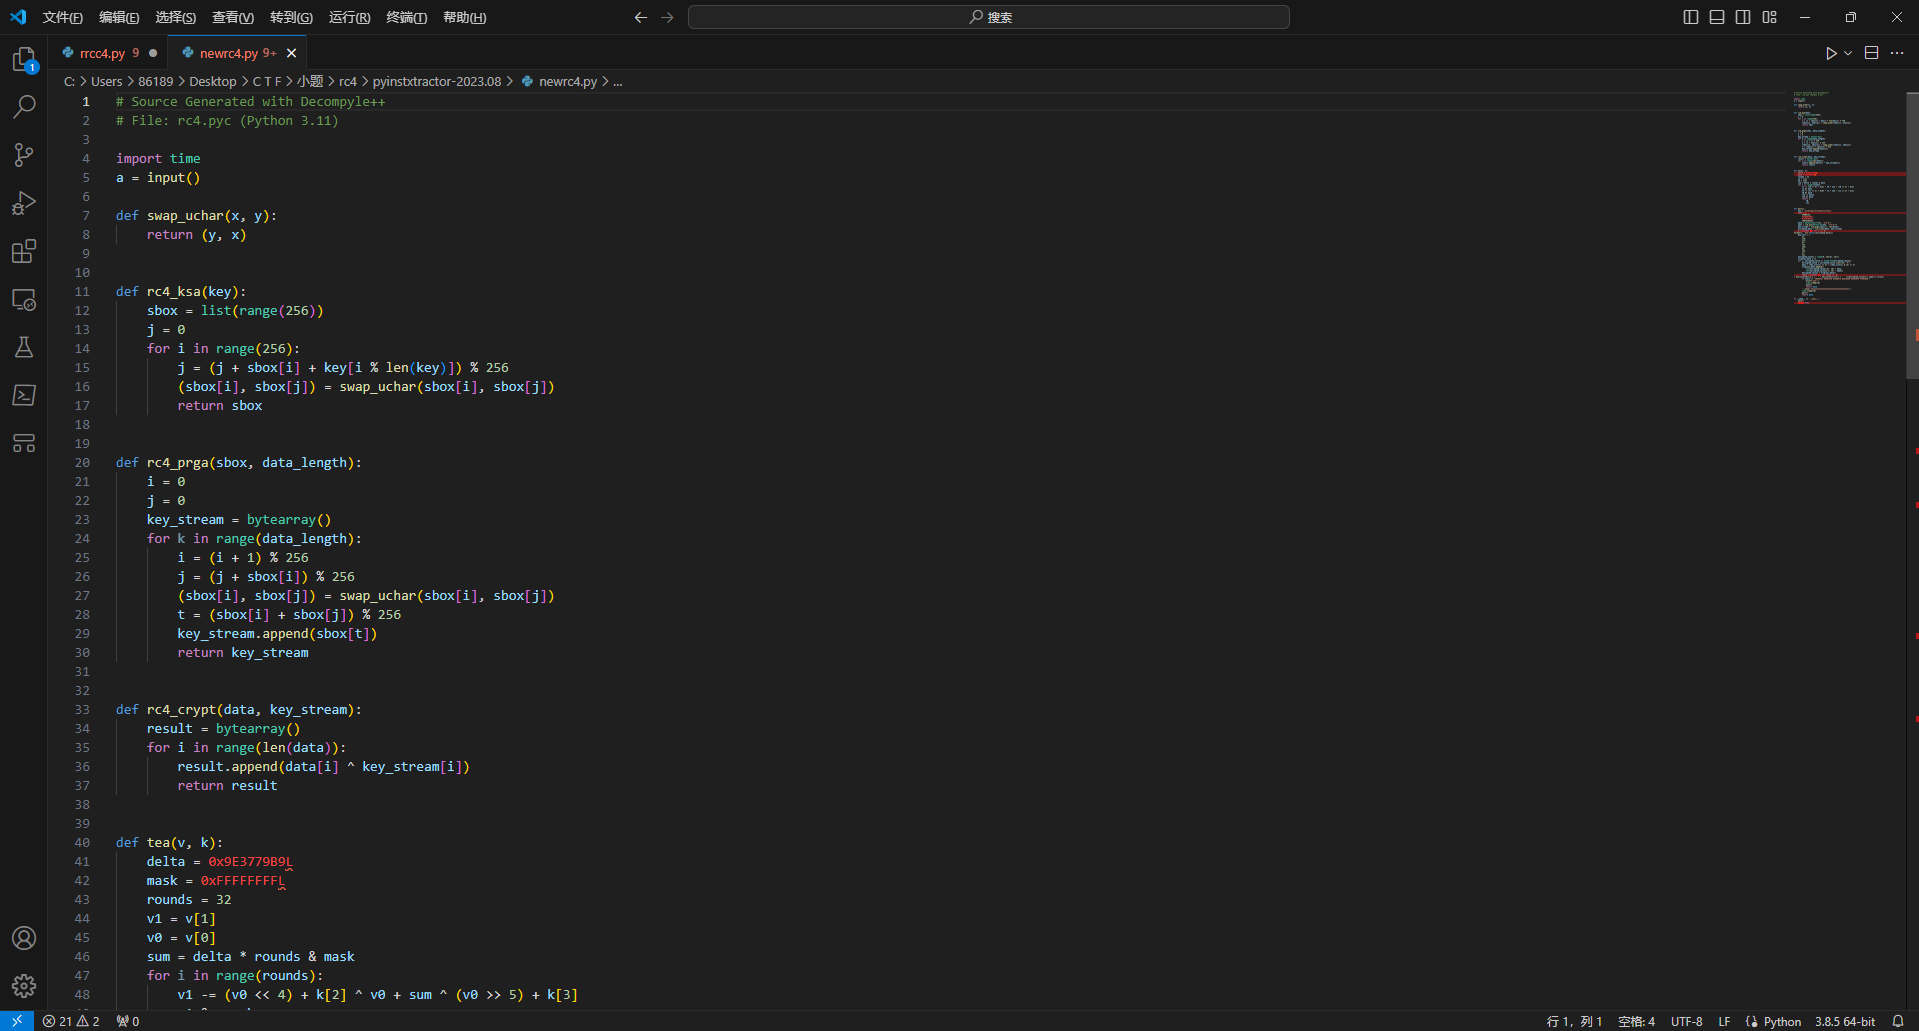 文件(F) 编辑(E) 选择(S) 查看(V) 转到(G) 运行(R) 终端(T) 帮助(H) 搜索
rrcc4.py 9 newrc4.py 9+
C: > Users > 86189 > Desktop > C T F > 小题 > rc4 > pyinstxtractor-2023.08 > newrc4.py > ...
1
1 # Source Generated with Decompyle++
2 # File: rc4.pyc (Python 3.11)
3
4 import time
5 a = input()
6
7 def swap_uchar(x, y):
8 return (y, x)
9
10
11 def rc4_ksa(key):
12 sbox = list(range(256))
13 j = 0
14 for i in range(256):
15 j = (j + sbox[i] + key[i % len(key)]) % 256
16 (sbox[i], sbox[j]) = swap_uchar(sbox[i], sbox[j])
17 return sbox
18
19
20 def rc4_prga(sbox, data_length):
21 i = 0
22 j = 0
23 key_stream = bytearray()
24 for k in range(data_length):
25 i = (i + 1) % 256
26 j = (j + sbox[i]) % 256
27 (sbox[i], sbox[j]) = swap_uchar(sbox[i], sbox[j])
28 t = (sbox[i] + sbox[j]) % 256
29 key_stream.append(sbox[t])
30 return key_stream
31
32
33 def rc4_crypt(data, key_stream):
34 result = bytearray()
35 for i in range(len(data)):
36 result.append(data[i] ^ key_stream[i])
37 return result
38
39
40 def tea(v, k):
41 delta = 0x9E3779B9L
42 mask = 0xFFFFFFFFL
43 rounds = 32
44 v1 = v[1]
45 v0 = v[0]
46 sum = delta * rounds & mask
47 for i in range(rounds):
48 v1 -= (v0 << 4) + k[2] ^ v0 + sum ^ (v0 >> 5) + k[3]
21 2 0 行 1, 列 1 空格: 4 UTF-8 LF Python 3.8.5 64-bit